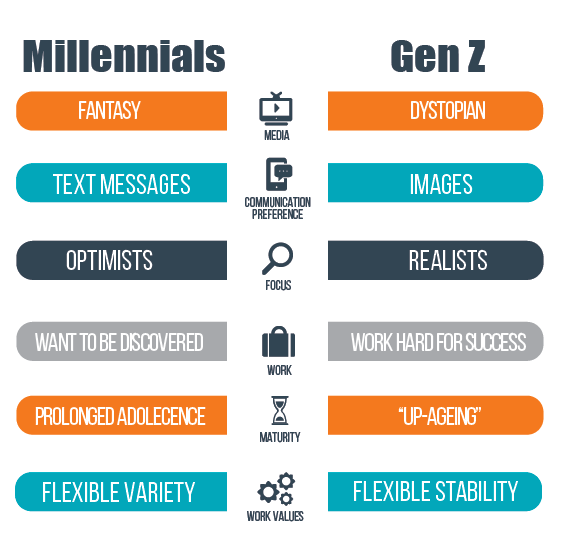 Millennials
Gen Z
FANTASY
MEDIA
DYSTOPIAN
TEXT MESSAGES
COMMUNICATION
PREFERENCE
IMAGES
OPTIMISTS
FOCUS
REALISTS
WANT TO BE DISCOVERED
WORK
WORK HARD FOR SUCCESS
PROLONGED ADOLECENCE
MATURITY
“UP-AGEING”
FLEXIBLE VARIETY
WORK VALUES
FLEXIBLE STABILITY